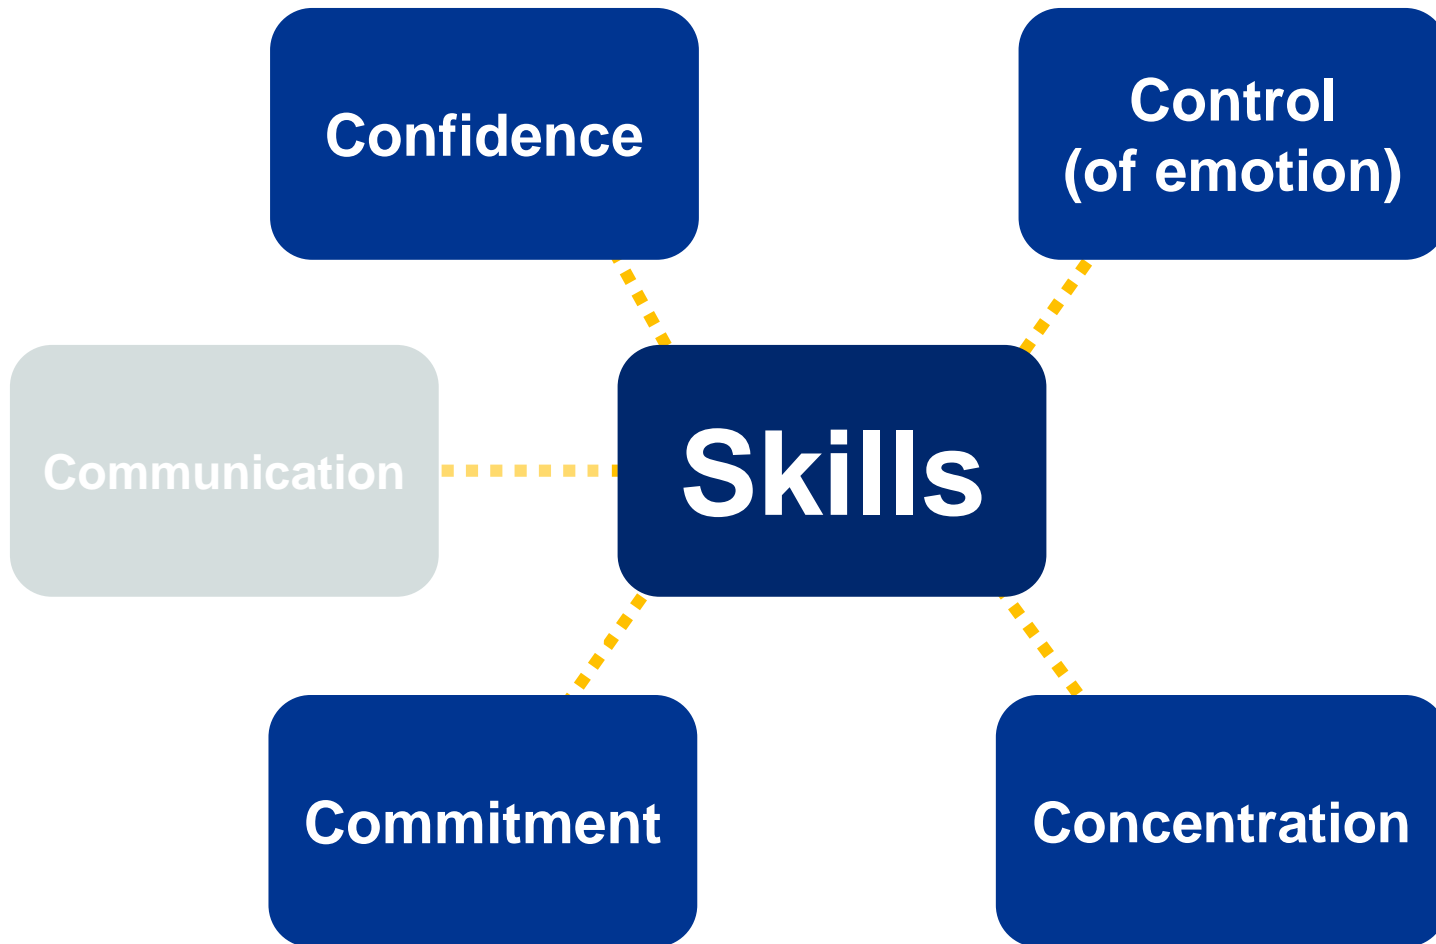 Confidence
Control
(of emotion)
Communication
Skills
Commitment
Concentration